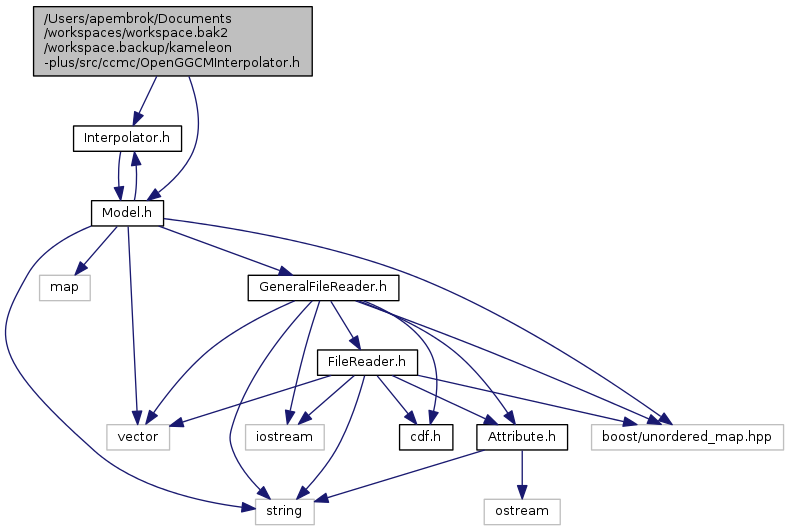 /Users/apembrok/Documents
/workspaces/workspace.bak2
/workspace.backup/kameleon
-plus/src/ccmc/OpenGGCMInterpolator.h
Interpolator.h
Model.h
map
GeneralFileReader.h
FileReader.h
vector
iostream
cdf.h
Attribute.h
boost/unordered_map.hpp
string
ostream